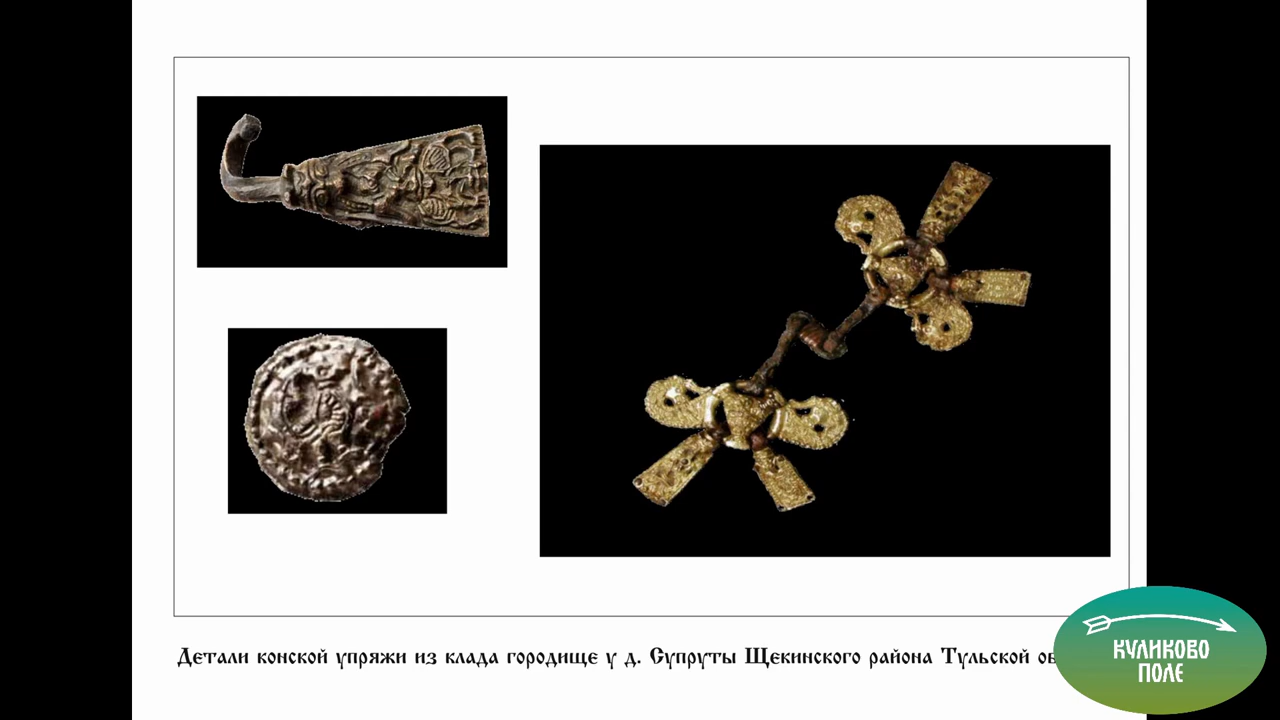 Детали конской упряжи из клада городище у д. Супруты Щекинского района Тульской
КУЛИКОВО
ПОЛЕ